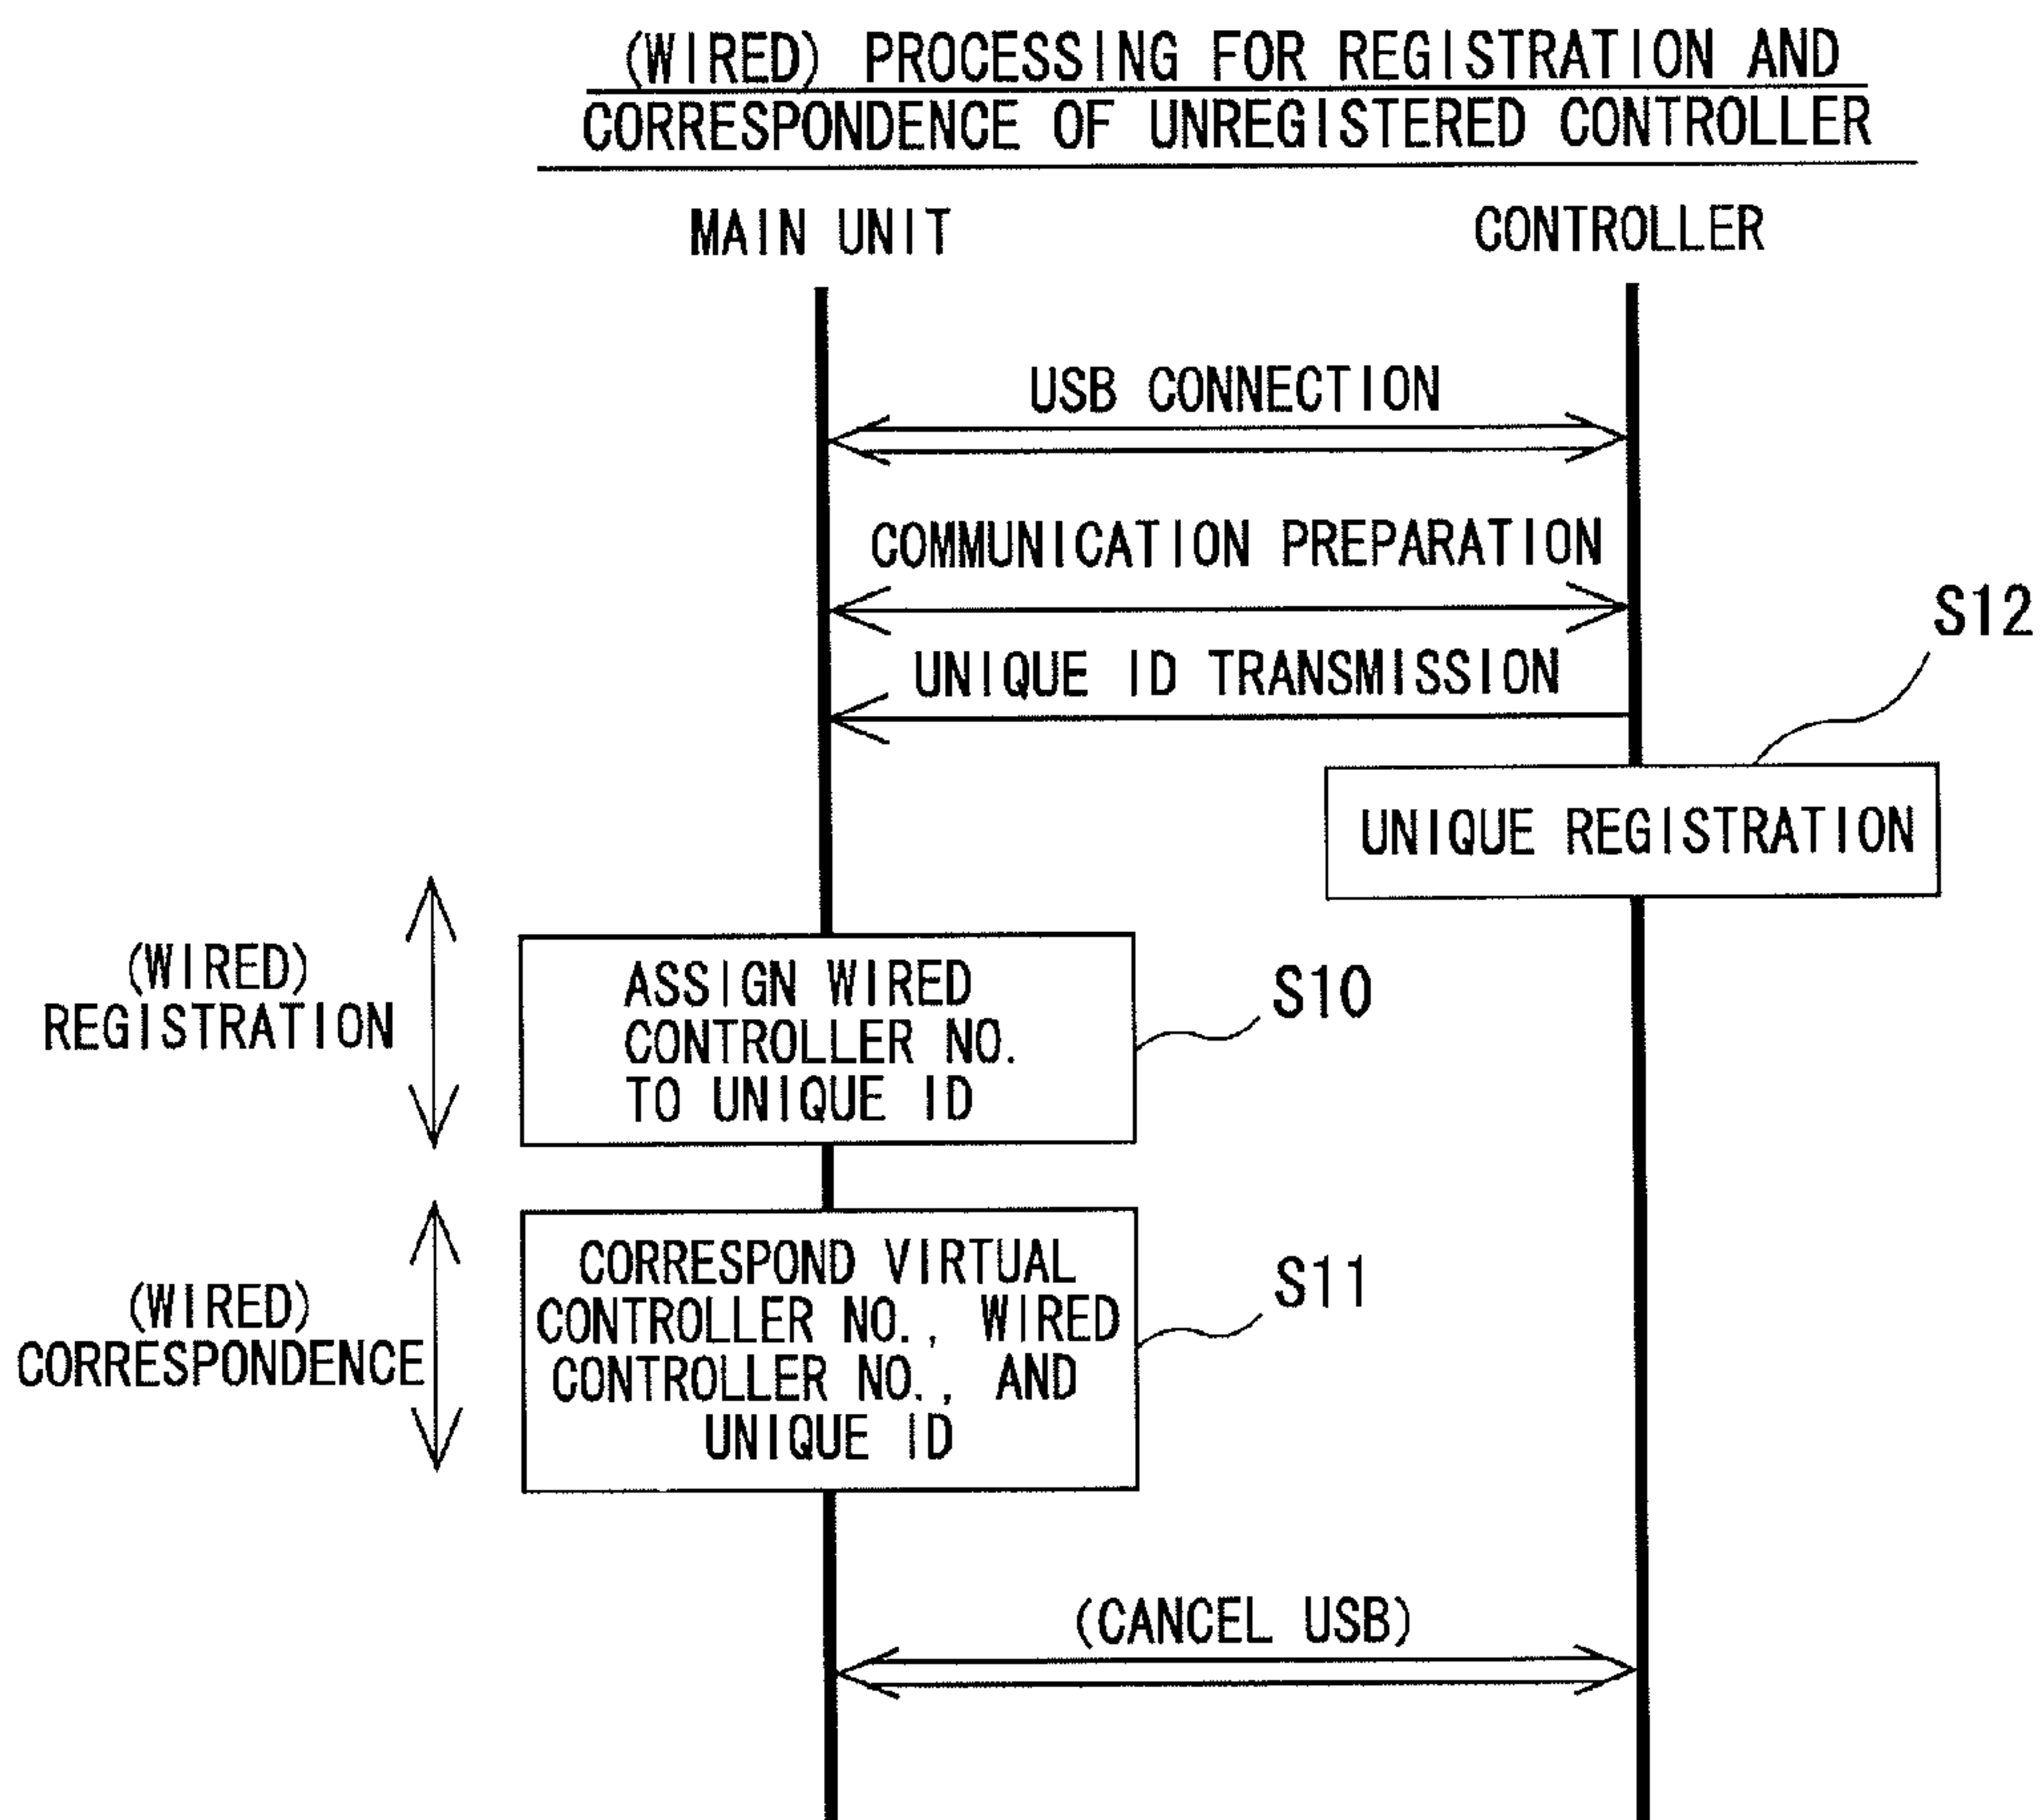 (WIRED) PROCESSING FOR REGISTRATION AND
CORRESPONDENCE OF UNREGISTERED CONTROLLER
MAIN UNIT
CONTROLLER
USB CONNECTION
COMMUNICATION PREPARATION
S12
UNIQUE ID TRANSMISSION
UNIQUE REGISTRATION
(WIRED)
REGISTRATION
ASSIGN WIRED
CONTROLLER NO.
TO UNIQUE ID
S10
(WIRED)
CORRESPONDENCE
CORRESPOND VIRTUAL
CONTROLLER NO., WIRED
CONTROLLER NO., AND
UNIQUE ID
S11
(CANCEL USB)